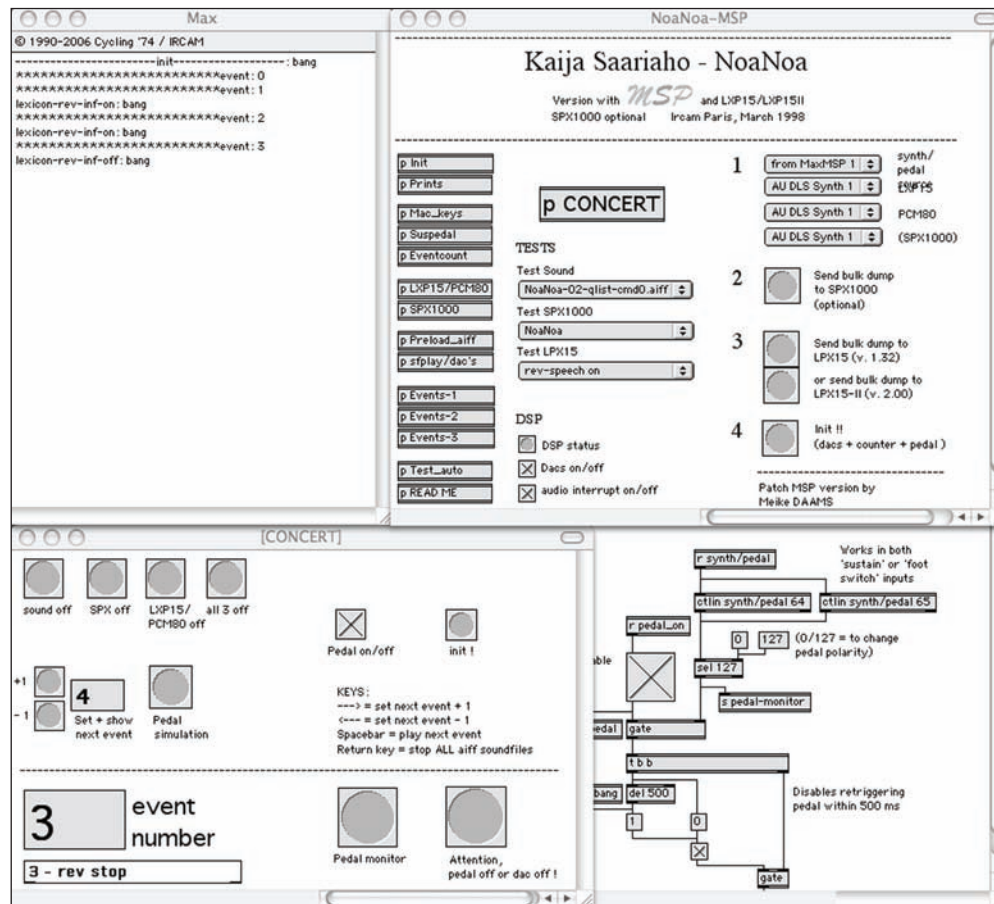 Max
© 1990-2006 Cycling '74 / IRCAM
-----------------------------init-----------------------: bang
****************************event: 0
****************************event: 1
lexicon-rev-inf-on: bang
****************************event: 2
lexicon-rev-inf-on: bang
****************************event: 3
lexicon-rev-inf-off: bang
NoaNoa-MSP
Kaija Saariaho - NoaNoa
Version with MSP and LXP15/LXP15II
SPX1000 optional Ircam Paris, March 1998
p Init
p Prints
p Mac_keys
p Suspedal
p Eventcount
p LXP15/PCM80
p SPX1000
p Preload_aiff
p sfplay/dac's
p Events-1
p Events-2
p Events-3
p Test_auto
p READ ME
p CONCERT
TESTS
Test Sound
NoaNoa-02-qlist-cmd0.aiff
Test SPX1000
NoaNoa
Test LPX15
rev-speech on
DSP
DSP status
Dacs on/off
audio interrupt on/off
1
from MaxMSP 1
synth/
pedal
AU DLS Synth 1
AU DLS Synth 1
PCM80
AU DLS Synth 1
(SPX1000)
2
Send bulk dump
to SPX1000
(optional)
3
Send bulk dump to
LPX15 (v. 1.32)
or send bulk dump to
LPX15-II (v. 2.00)
4
Init !!
(dacs + counter + pedal )
Patch MSP version by
Meike DAAMS
[CONCERT]
sound off
SPX off
LXP15/
PCM80 off
all 3 off
Pedal on/off
init !
+1
- 1
4
Set + show
next event
Pedal
simulation
KEYS:
---> = set next event + 1
<--- = set next event - 1
Spacebar = play next event
Return key = stop ALL aiff soundfiles
3
event
number
3 - rev stop
Pedal monitor
Attention,
pedal off or dac off !
r synth/pedal
Works in both
'sustain' or 'foot
switch' inputs
ctlin synth/pedal 64
ctlin synth/pedal 65
r pedal_on
0
127
(0/127 = to change
pedal polarity)
sel 127
s pedal-monitor
gate
t b b
del 500
Disables retriggering
pedal within 500 ms
1
0
gate